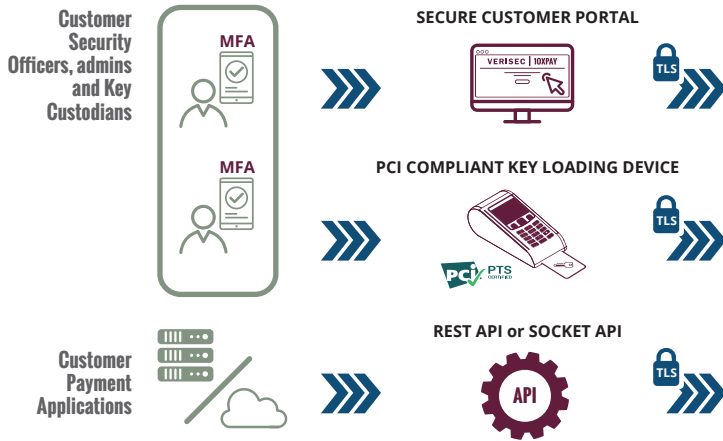 Customer
Security
Officers, admins
and Key
Custodians
MFA
MFA
SECURE CUSTOMER PORTAL
VERISEC | 10XPAY
TLS
PCI COMPLIANT KEY LOADING DEVICE
PCi PTS
CERTIFIED
TLS
Customer
Payment
Applications
REST API or SOCKET API
API
TLS